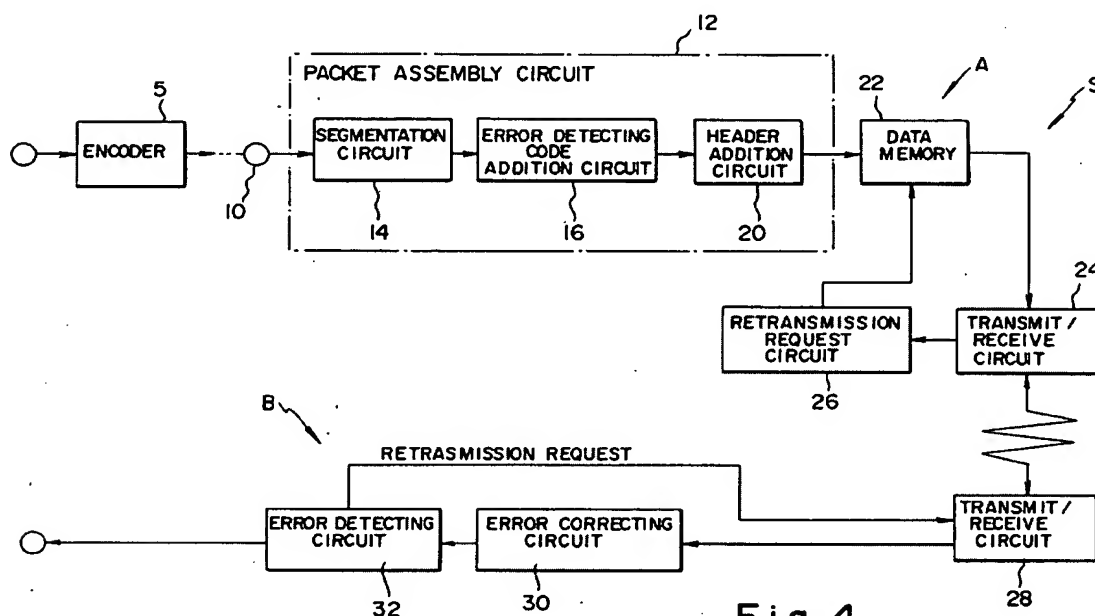 12
PACKET ASSEMBLY CIRCUIT
A
S
5
22
ENCODER
SEGMENTATION
CIRCUIT
ERROR DETECTING
CODE
ADDITION CIRCUIT
HEADER
ADDITION
CIRCUIT
DATA
MEMORY
10
14
16
20
24
RETRANSMISSION
REQUEST
CIRCUIT
TRANSMIT/
RECEIVE
CIRCUIT
26
B
RETRASMISSION REQUEST
ERROR DETECTING
CIRCUIT
ERROR CORRECTING
CIRCUIT
TRANSMIT/
RECEIVE
CIRCUIT
32
30
28
Fig. 4